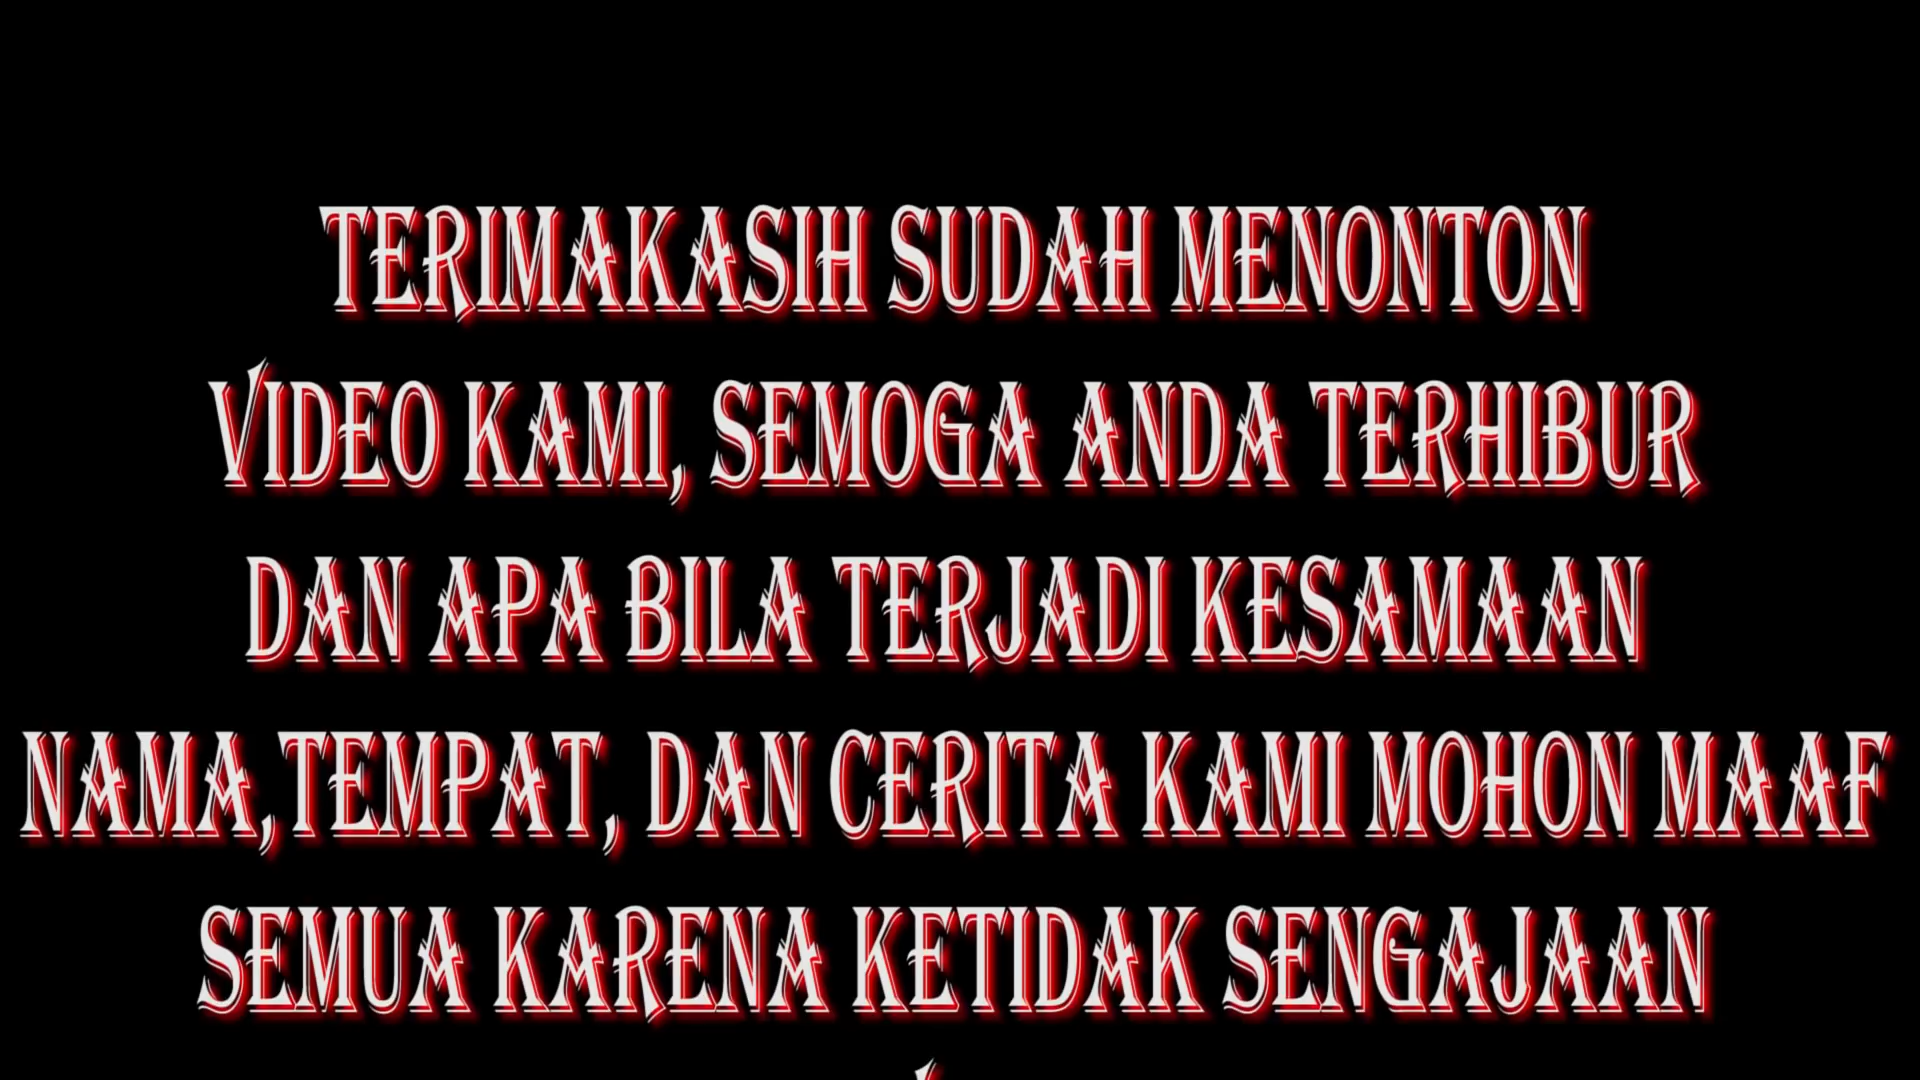 TERIMAKASIH SUDAH MENONTON
VIDEO KAMI, SEMOGA ANDA TERHIBUR
DAN APA BILA TERJADI KESAMAAN
NAMA,TEMPAT, DAN CERITA KAMI MOHON MAAF
SEMUA KARENA KETIDAK SENGAJAAN